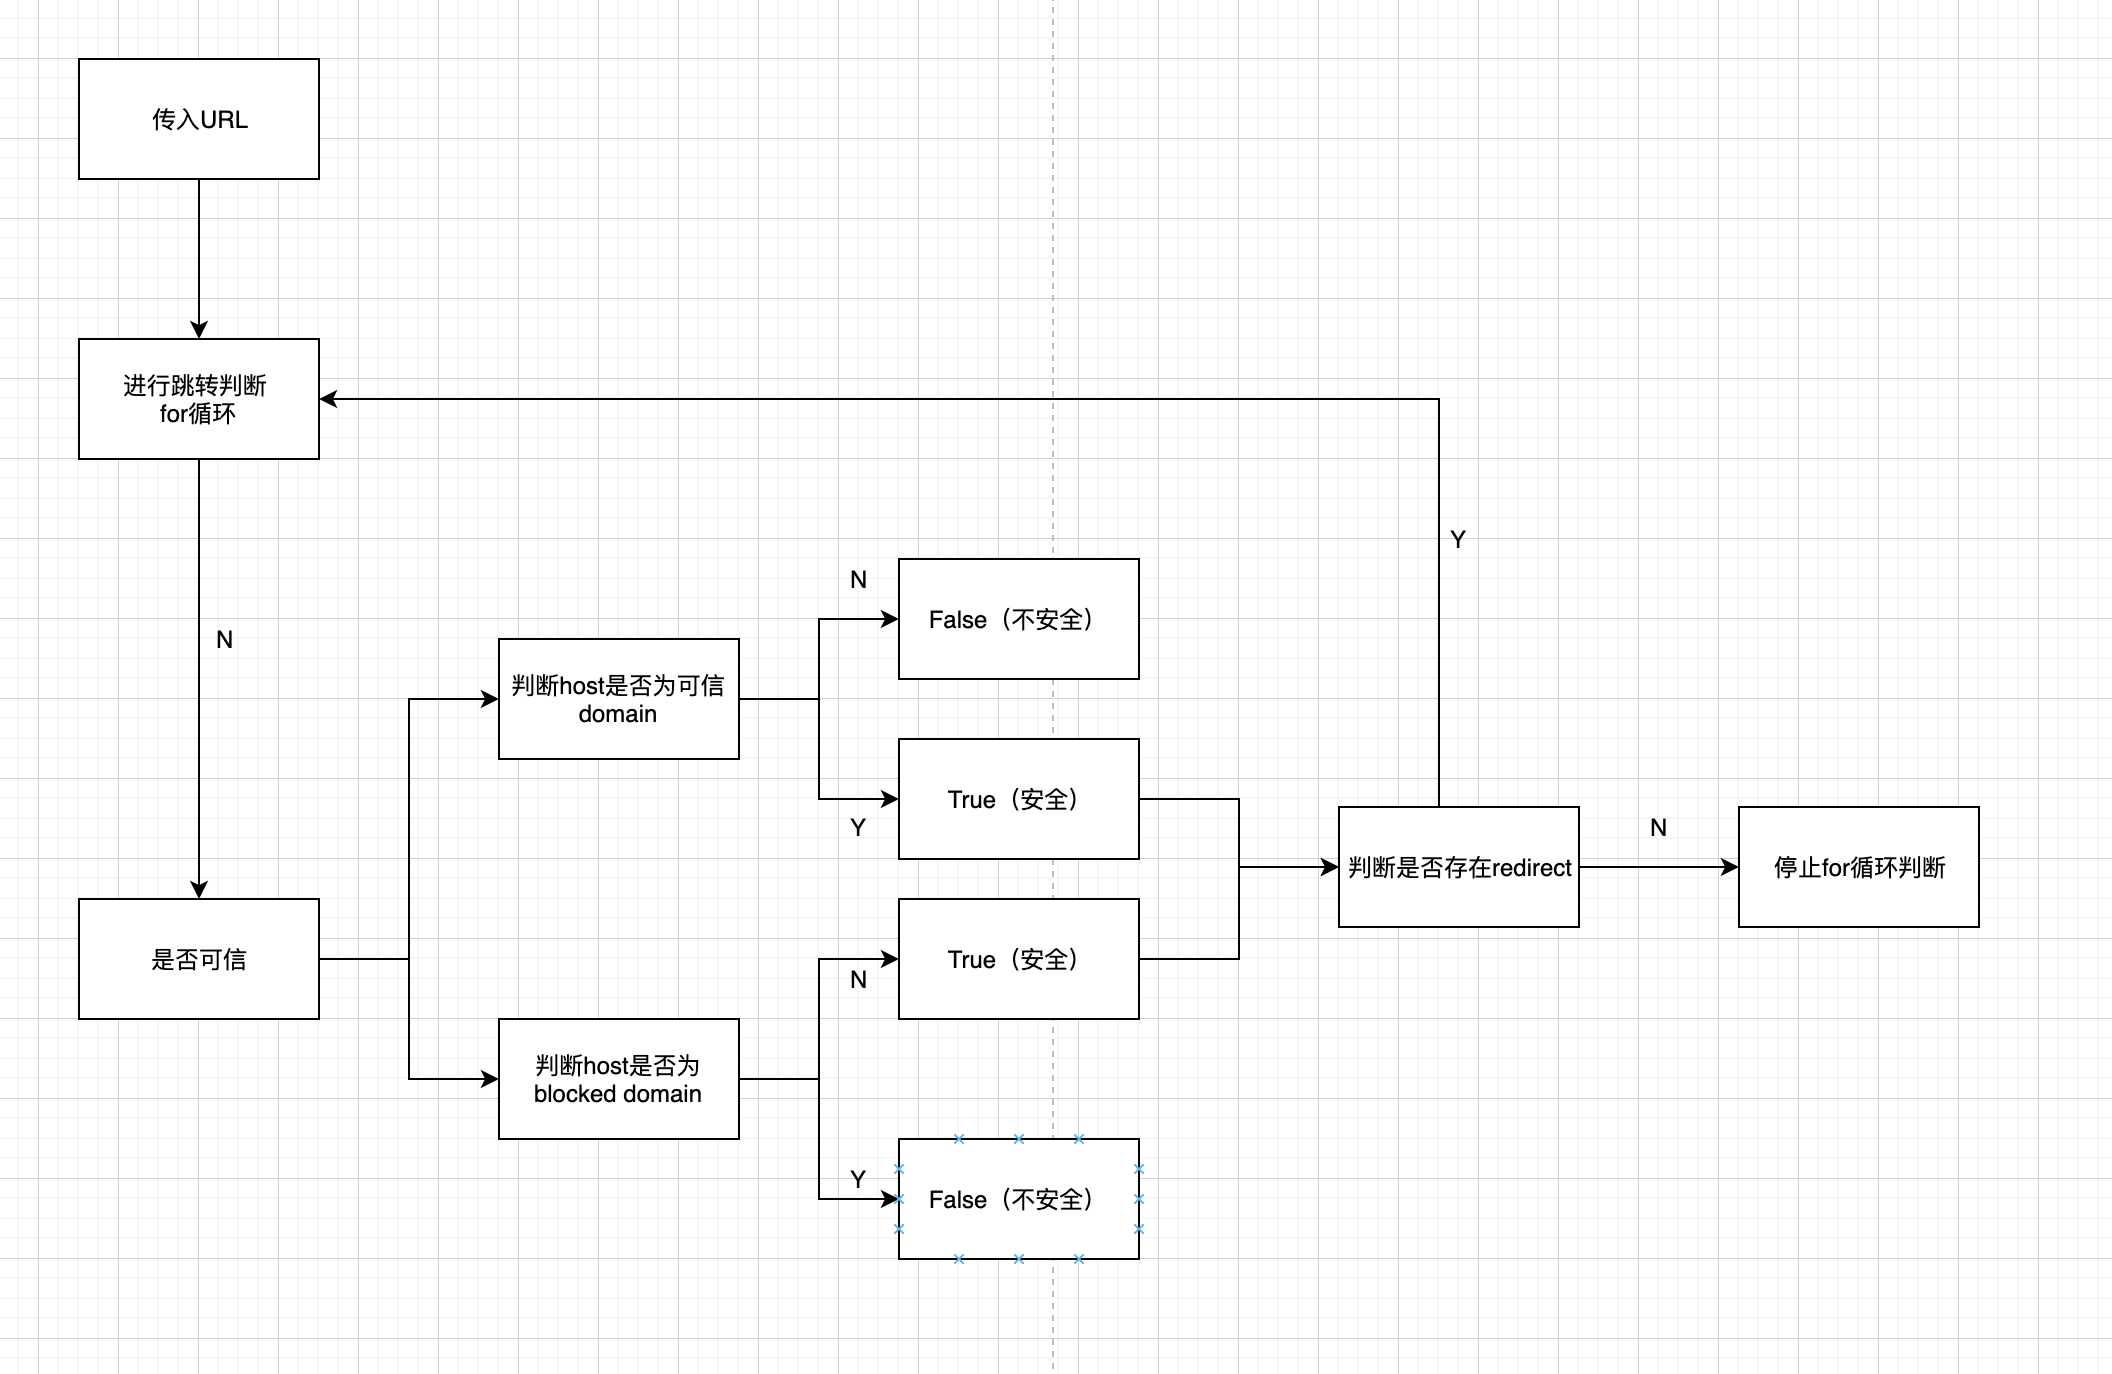 传入URL
进行跳转判断
for循环
Y
N
False（不安全）
N
判断host是否为可信
domain
True（安全）
Y
N
判断是否存在redirect
停止for循环判断
是否可信
True（安全）
N
判断host是否为
blocked domain
Y
False（不安全）